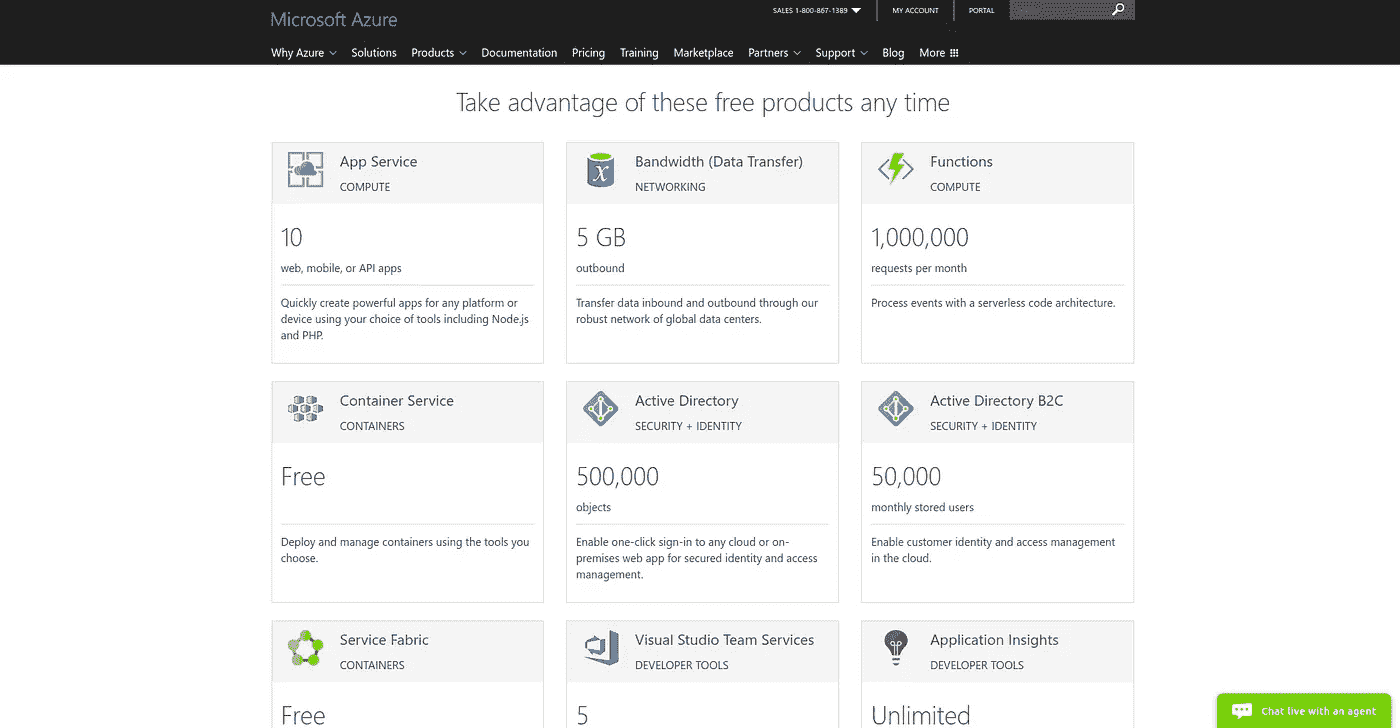 Microsoft Azure
SALES 1-800-867-1389
MY ACCOUNT
PORTAL
Why Azure
Solutions
Products
Documentation
Pricing
Training
Marketplace
Partners
Support
Blog
More
Take advantage of these free products any time
App Service
COMPUTE
10
web, mobile, or API apps
Quickly create powerful apps for any platform or
device using your choice of tools including Node.js
and PHP.
Bandwidth (Data Transfer)
NETWORKING
5 GB
outbound
Transfer data inbound and outbound through our
robust network of global data centers.
Functions
COMPUTE
1,000,000
requests per month
Process events with a serverless code architecture.
Container Service
CONTAINERS
Free
Deploy and manage containers using the tools you
choose.
Active Directory
SECURITY + IDENTITY
500,000
objects
Enable one-click sign-in to any cloud or on-
premises web app for secured identity and access
management.
Active Directory B2C
SECURITY + IDENTITY
50,000
monthly stored users
Enable customer identity and access management
in the cloud.
Service Fabric
CONTAINERS
Free
Visual Studio Team Services
DEVELOPER TOOLS
5
Application Insights
DEVELOPER TOOLS
Unlimited
Chat live with an agent